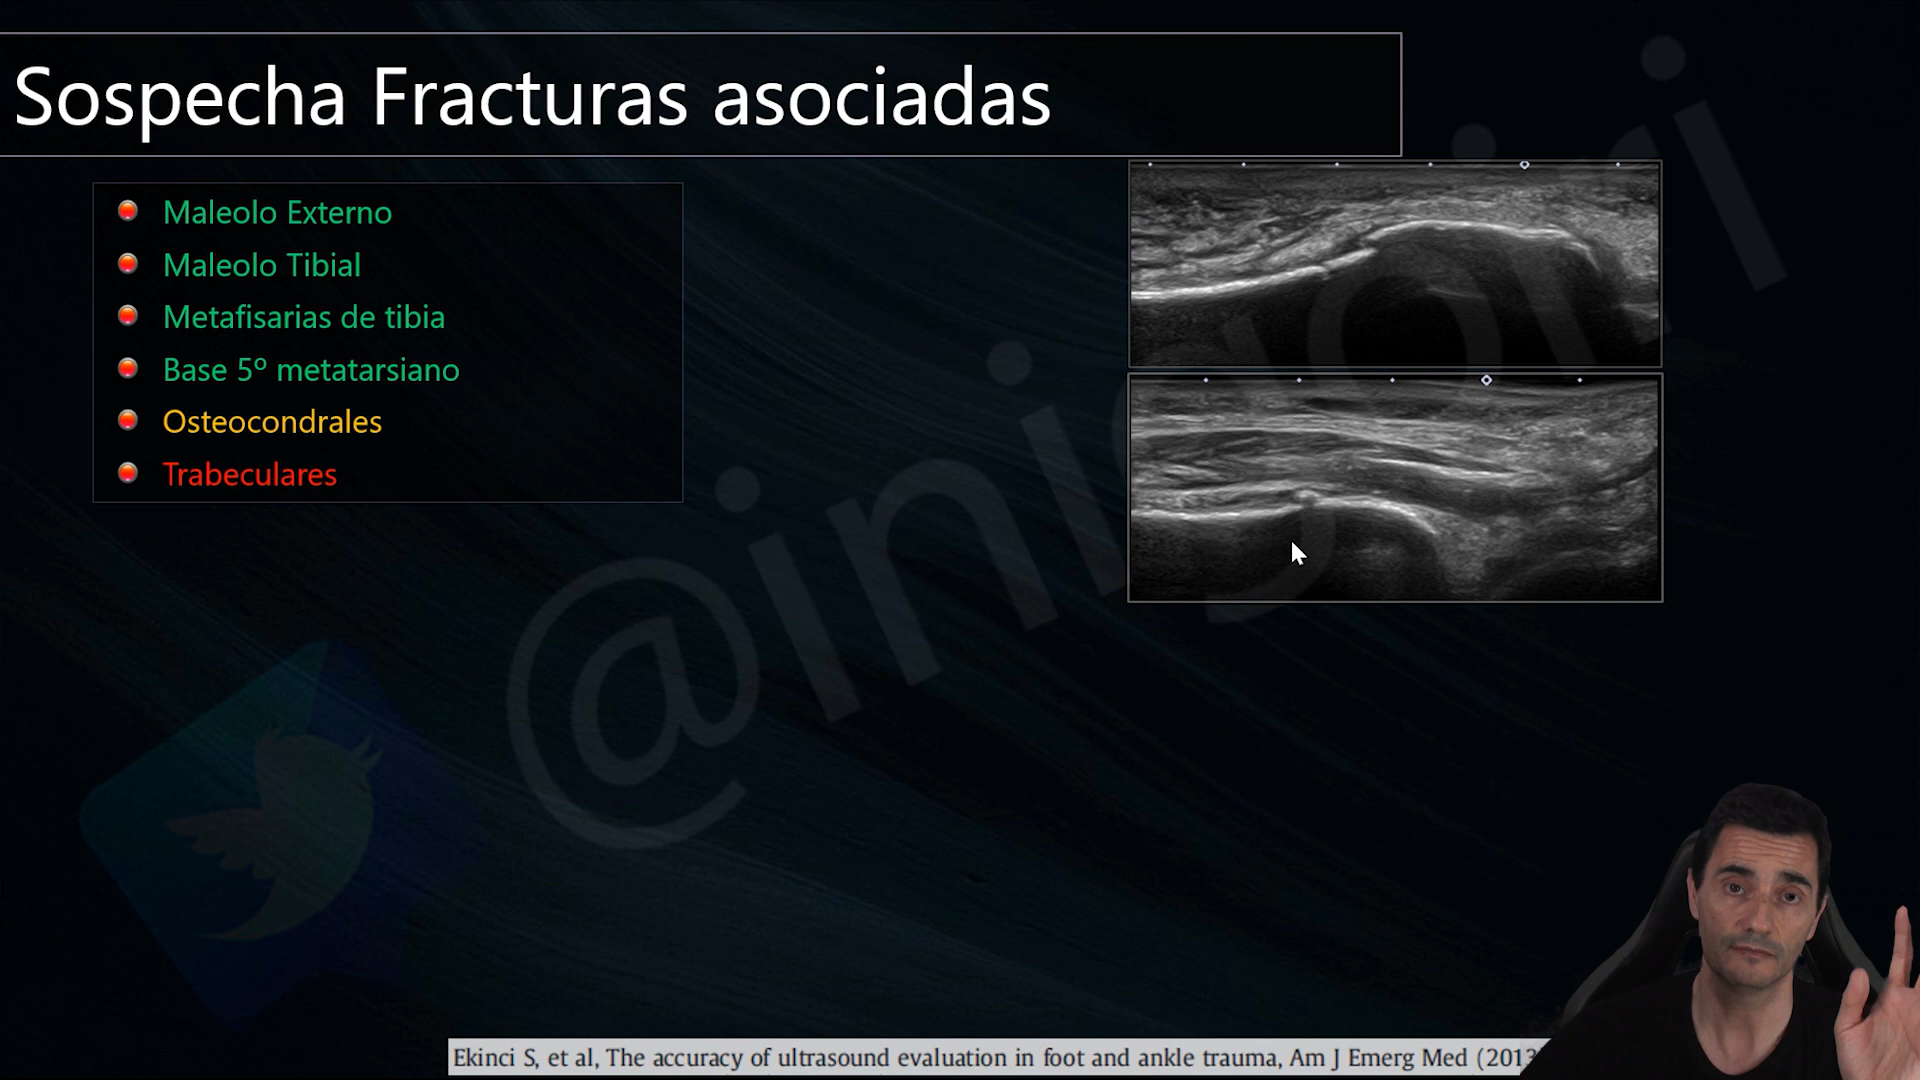 Sospecha Fracturas asociadas
Maleolo Externo
Maleolo Tibial
Metafisarias de tibia
Base 5º metatarsiano
Osteocondrales
Trabeculares
@inigoiri
Ekinci S, et al, The accuracy of ultrasound evaluation in foot and ankle trauma, Am J Emerg Med (2013